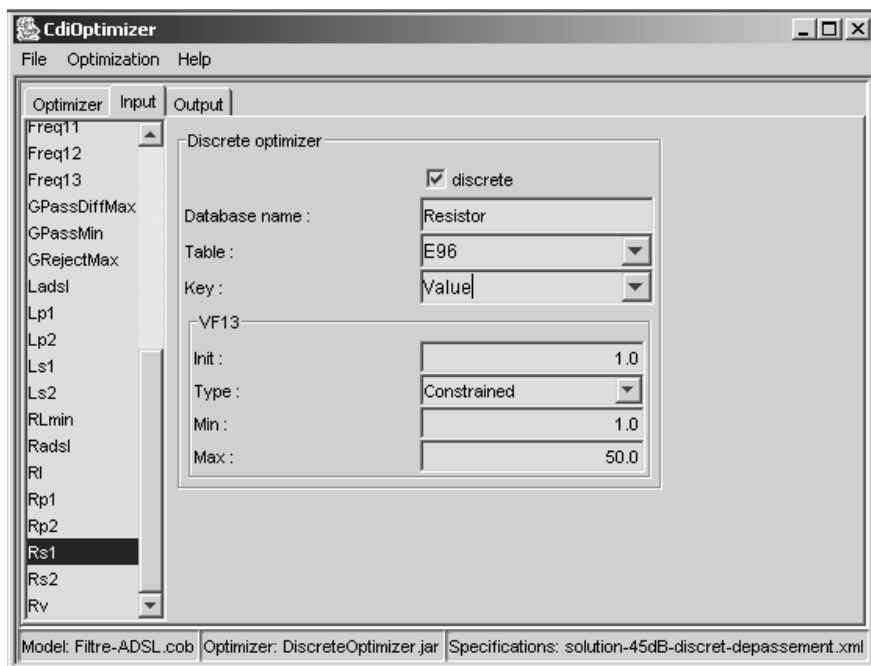 CdiOptimizer
File Optimization Help
Optimizer Input Output
Freq11
Freq12
Freq13
GPassDiffMax
GPassMin
GRejectMax
Ladsl
Lp1
Lp2
Ls1
Ls2
RLmin
Radsl
Rl
Rp1
Rp2
Rs1
Rs2
Rv
Discrete optimizer
discrete
Database name : Resistor
Table : E96
Key : Value
VF13
Init : 1.0
Type : Constrained
Min : 1.0
Max : 50.0
Model: Filtre-ADSL.cob Optimizer: DiscreteOptimizer.jar Specifications: solution-45dB-discret-depassement.xml